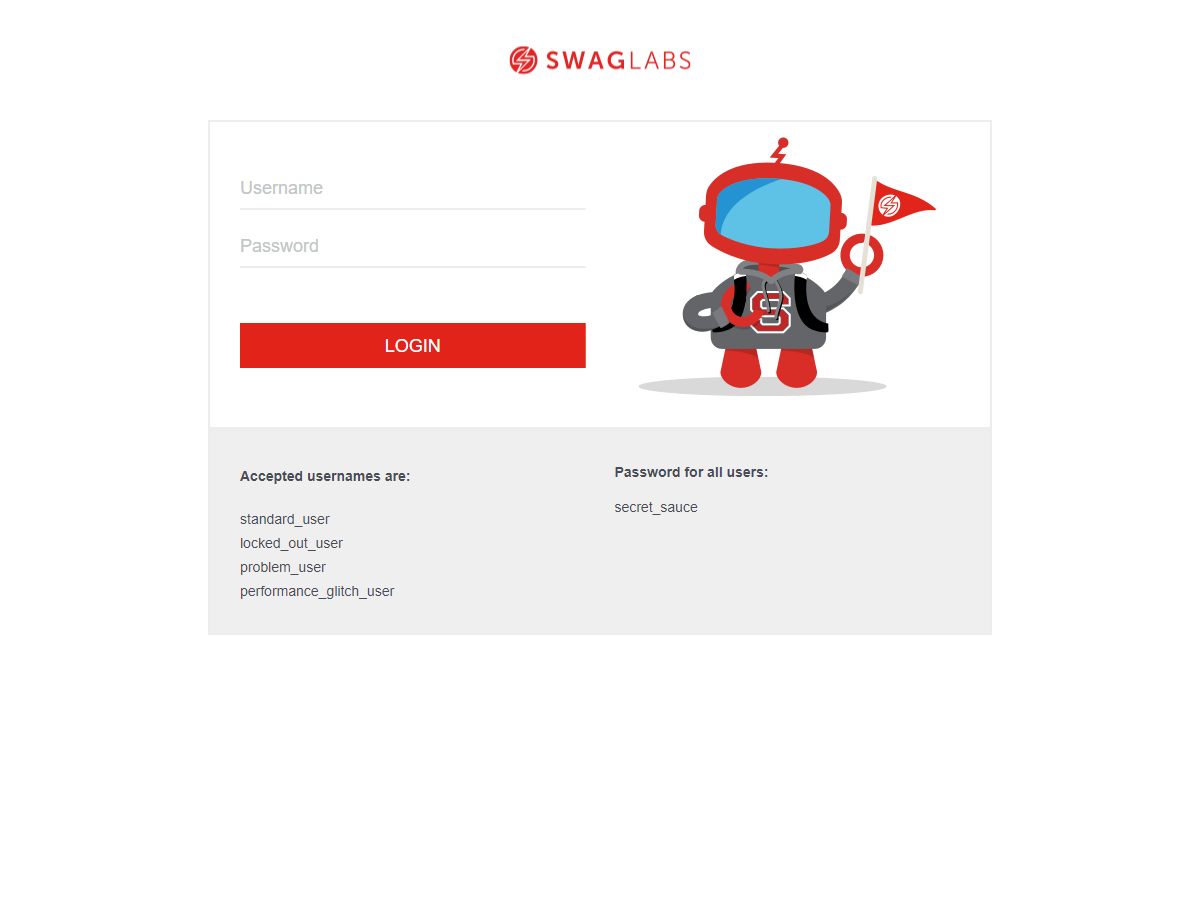 SWAGLABS
Username
Password
LOGIN
S
Accepted usernames are:
standard_user
locked_out_user
problem_user
performance_glitch_user
Password for all users:
secret_sauce